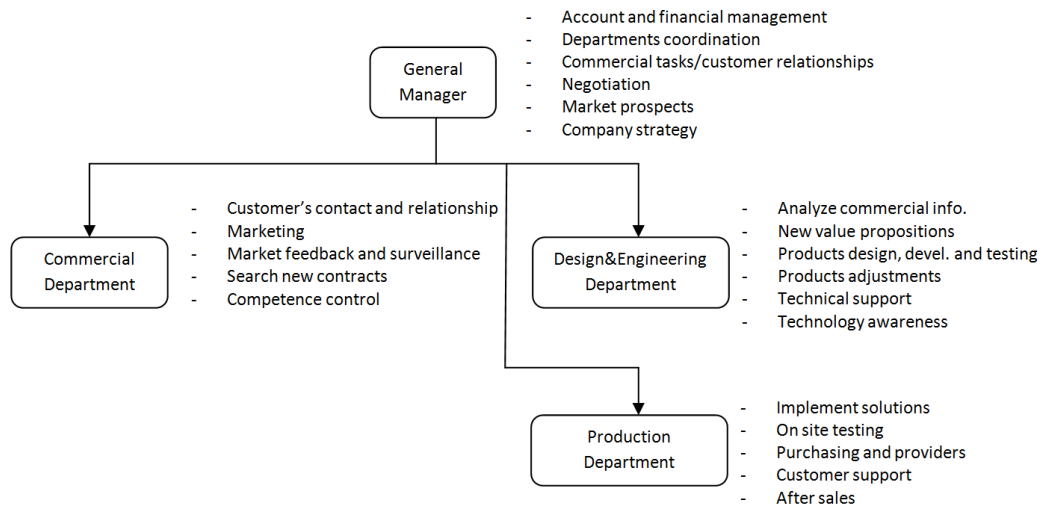 General
Manager
- Account and financial management
- Departments coordination
- Commercial tasks/customer relationships
- Negotiation
- Market prospects
- Company strategy
Commercial
Department
- Customer’s contact and relationship
- Marketing
- Market feedback and surveillance
- Search new contracts
- Competence control
Design&Engineering
Department
- Analyze commercial info.
- New value propositions
- Products design, devel. and testing
- Products adjustments
- Technical support
- Technology awareness
Production
Department
- Implement solutions
- On site testing
- Purchasing and providers
- Customer support
- After sales